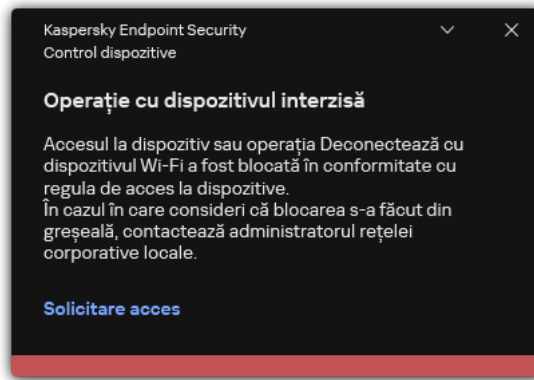 Kaspersky Endpoint Security
Control dispozitive
Operație cu dispozitivul interzisă
Accesul la dispozitiv sau operația Deconectează cu
dispozitivul Wi-Fi a fost blocată în conformitate cu
regula de acces la dispozitive.
În cazul în care consideri că blocarea s-a făcut din
greșeală, contactează administratorul rețelei
corporative locale.
Solicitare acces